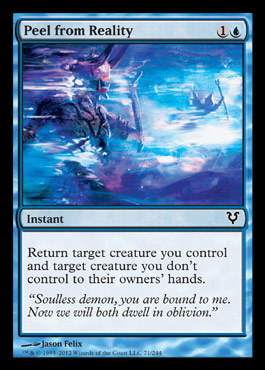 Peel from Reality 1
Instant
Return target creature you control
and target creature you don't
control to their owners' hands.
“Soulless demon, you are bound to me.
Now we will both dwell in oblivion.”
Jason Felix
™ & © 1993–2012 Wizards of the Coast LLC 71/244